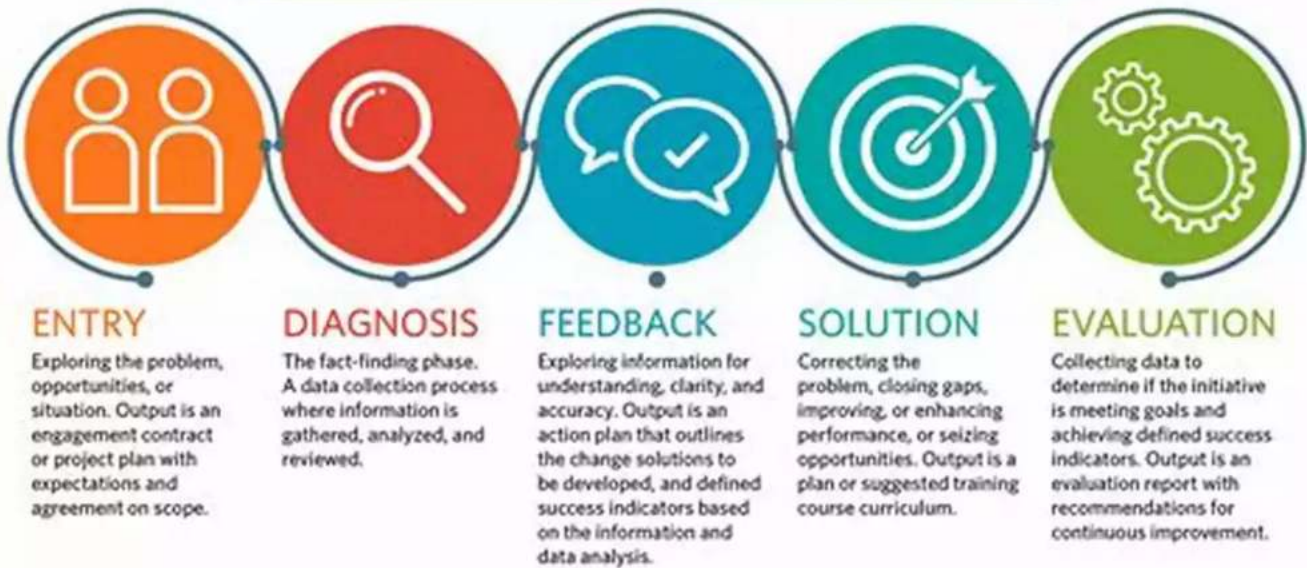 ENTRY
Exploring the problem,
opportunities, or
situation. Output is an
engagement contract
or project plan with
expectations and
agreement on scope.
DIAGNOSIS
The fact-finding phase.
A data collection process
where information is
gathered, analyzed, and
reviewed.
FEEDBACK
Exploring information for
understanding, clarity, and
accuracy. Output is an
action plan that outlines
the change solutions to
be developed, and defined
success indicators based
on the information and
data analysis.
SOLUTION
Correcting the
problem, closing gaps,
improving, or enhancing
performance, or seizing
opportunities. Output is a
plan or suggested training
course curriculum.
EVALUATION
Collecting data to
determine if the initiative
is meeting goals and
achieving defined success
indicators. Output is an
evaluation report with
recommendations for
continuous improvement.